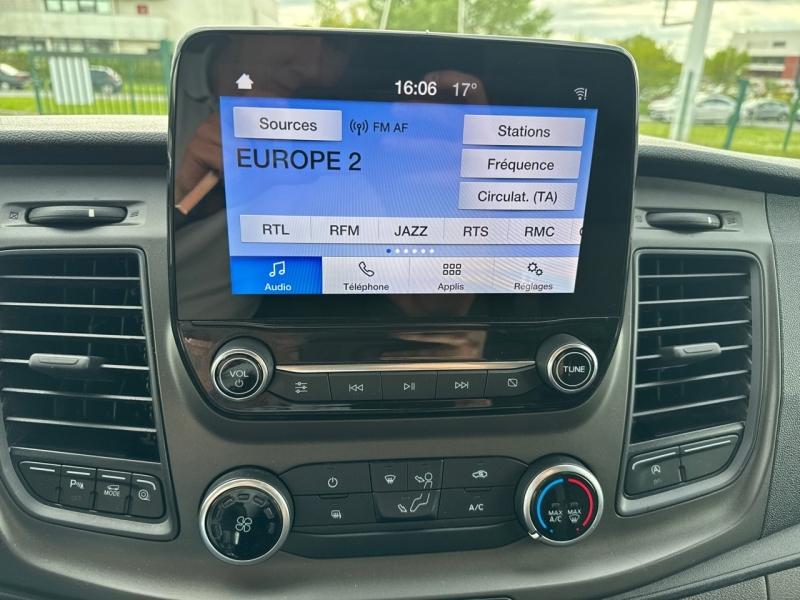 16:06 17°
Sources FM AF Stations
EUROPE 2
Fréquence
Circulat. (TA)
RTL RFM JAZZ RTS RMC
Audio Téléphone Applis Réglages
VOL TUNE
MODE A/C MAX A/C MAX